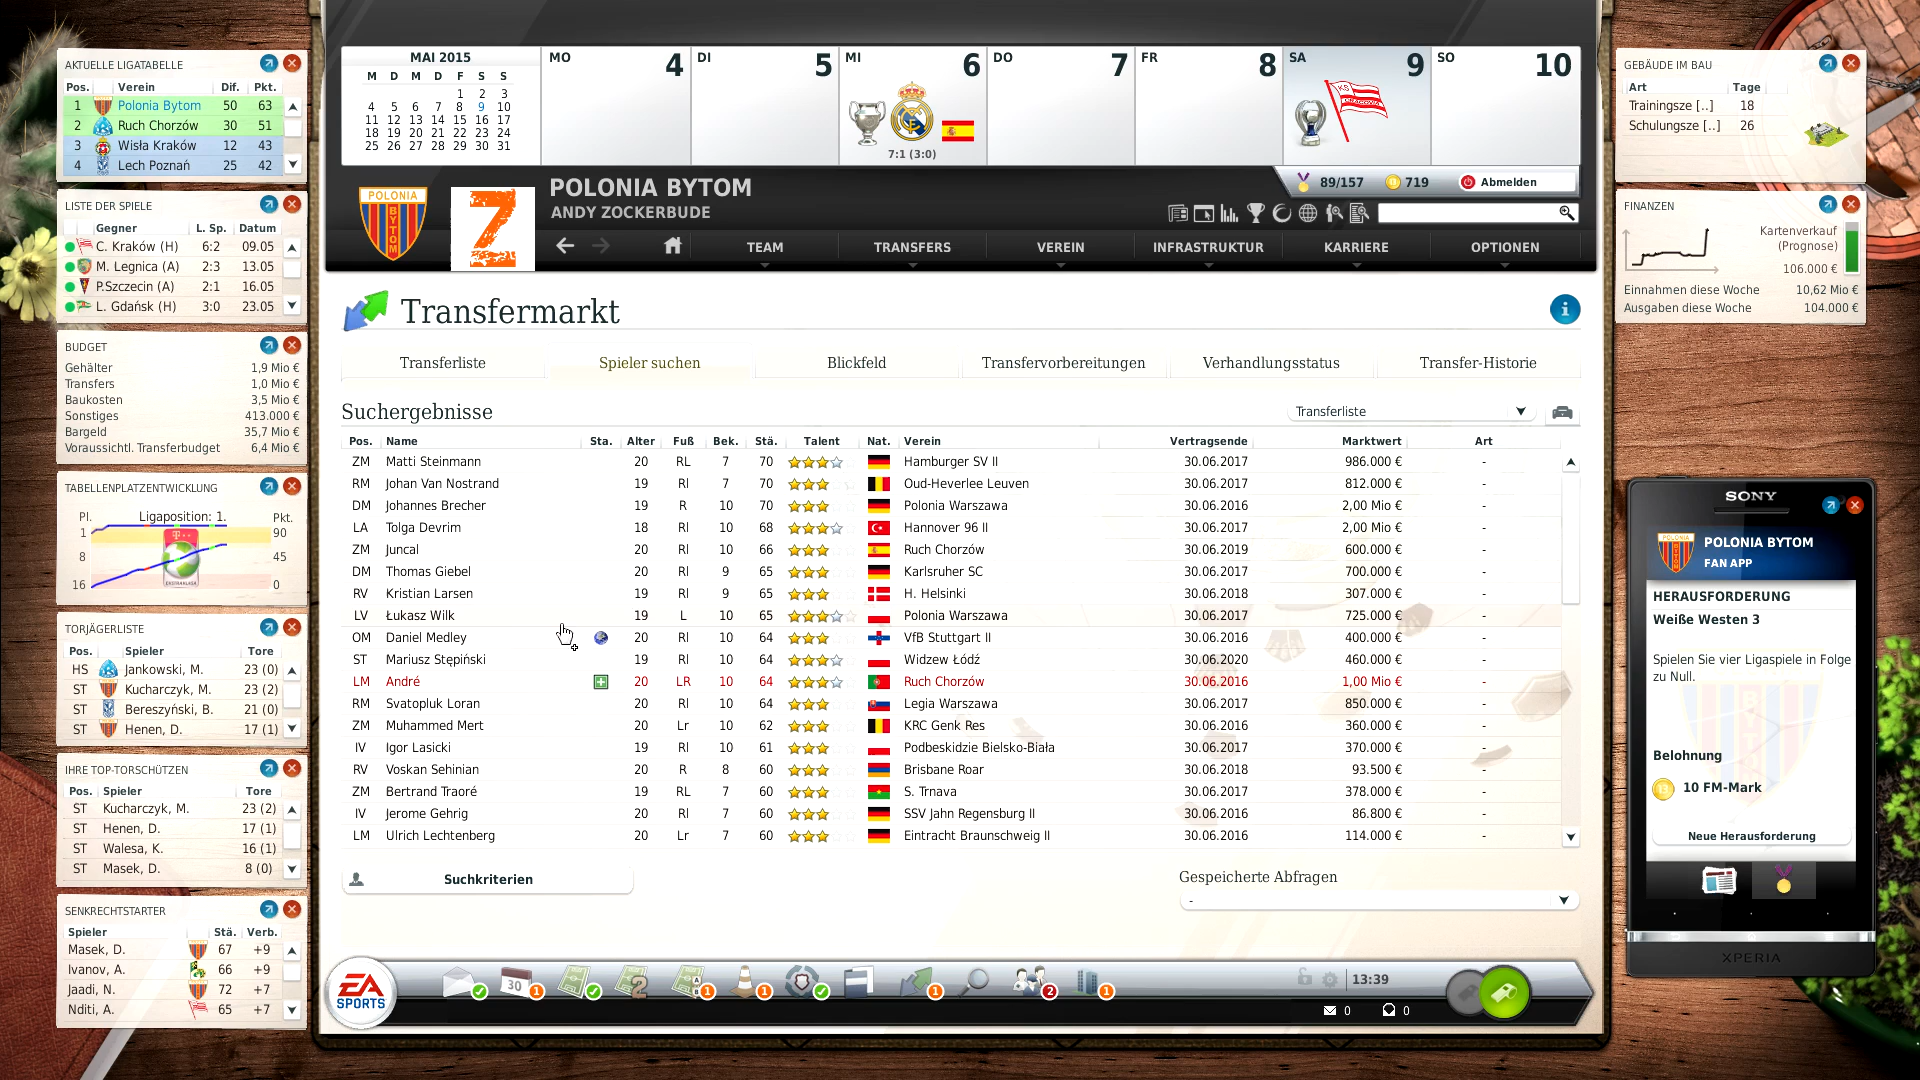 AKTUELLE LIGATABELLE
Pos. Verein Dif. Pkt.
1 Polonia Bytom 50 63
2 Ruch Chorzów 30 51
3 Wisła Kraków 12 43
4 Lech Poznań 25 42
LISTE DER SPIELE
Gegner L. Sp. Datum
C. Kraków (H) 6:2 09.05
M. Legnica (A) 2:3 13.05
P.Szczecin (A) 2:1 16.05
L. Gdańsk (H) 3:0 23.05
BUDGET
Gehälter 1,9 Mio €
Transfers 1,0 Mio €
Baukosten 3,5 Mio €
Sonstiges 413.000 €
Bargeld 35,7 Mio €
Voraussichtl. Transferbudget 6,4 Mio €
TABELLENPLATZENTWICKLUNG
Pl. Ligaposition: 1. Pkt.
1 90
8 45
16 0
TORJÄGERLISTE
Pos. Spieler Tore
HS Jankowski, M. 23 (0)
ST Kucharczyk, M. 23 (2)
ST Bereszyński, B. 21 (0)
ST Henen, D. 17 (1)
IHRE TOP-TORSCHÜTZEN
Pos. Spieler Tore
ST Kucharczyk, M. 23 (2)
ST Henen, D. 17 (1)
ST Walesa, K. 16 (1)
ST Masek, D. 8 (0)
SENKRECHTSTARTER
Spieler Stä. Verb.
Masek, D. 67 +9
Ivanov, A. 66 +9
Jaadi, N. 72 +7
Nditi, A. 65 +7
MAI 2015
M D M D F S S
1 2 3
4 5 6 7 8 9 10
11 12 13 14 15 16 17
18 19 20 21 22 23 24
25 26 27 28 29 30 31
MO 4 DI 5 MI 6 DO 7 FR 8 SA 9 SO 10
7:1 (3:0)
KS
CRACOVIA
POLONIA
BYTOM
Z
POLONIA BYTOM
ANDY ZOCKERBUDE
89/157 719 Abmelden
TEAM TRANSFERS VEREIN INFRASTRUKTUR KARRIERE OPTIONEN
Transfermarkt
Transferliste Spieler suchen Blickfeld Transfervorbereitungen Verhandlungsstatus Transfer-Historie
Suchergebnisse Transferliste
Pos. Name Sta. Alter Fuß Bek. Stä. Talent Nat. Verein Vertragsende Marktwert Art
ZM Matti Steinmann 20 RL 7 70 Hamburger SV II 30.06.2017 986.000 € -
RM Johan Van Nostrand 19 Rl 7 70 Oud-Heverlee Leuven 30.06.2017 812.000 € -
DM Johannes Brecher 19 R 10 70 Polonia Warszawa 30.06.2016 2,00 Mio € -
LA Tolga Devrim 18 Rl 10 68 Hannover 96 II 30.06.2017 2,00 Mio € -
ZM Juncal 20 Rl 10 66 Ruch Chorzów 30.06.2019 600.000 € -
DM Thomas Giebel 20 Rl 9 65 Karlsruher SC 30.06.2017 700.000 € -
RV Kristian Larsen 19 Rl 9 65 H. Helsinki 30.06.2018 307.000 € -
LV Łukasz Wilk 19 L 10 65 Polonia Warszawa 30.06.2017 725.000 € -
OM Daniel Medley 20 Rl 10 64 VfB Stuttgart II 30.06.2016 400.000 € -
ST Mariusz Stępiński 19 Rl 10 64 Widzew Łódź 30.06.2020 460.000 € -
LM André 20 LR 10 64 Ruch Chorzów 30.06.2016 1,00 Mio € -
RM Svatopluk Loran 20 Rl 10 64 Legia Warszawa 30.06.2017 850.000 € -
ZM Muhammed Mert 20 Lr 10 62 KRC Genk Res 30.06.2016 360.000 € -
IV Igor Lasicki 19 Rl 10 61 Podbeskidzie Bielsko-Biała 30.06.2017 370.000 € -
RV Voskan Sehinian 20 R 8 60 Brisbane Roar 30.06.2018 93.500 € -
ZM Bertrand Traoré 19 RL 7 60 S. Trnava 30.06.2017 378.000 € -
IV Jerome Gehrig 20 Rl 7 60 SSV Jahn Regensburg II 30.06.2016 86.800 € -
LM Ulrich Lechtenberg 20 Lr 7 60 Eintracht Braunschweig II 30.06.2016 114.000 € -
Suchkriterien
Gespeicherte Abfragen
-
EA
SPORTS
30 1 2 1 1 1 2 1
13:39
0 0
GEBÄUDE IM BAU
Art Tage
Trainingsze [..] 18
Schulungsze [..] 26
FINANZEN
Kartenverkauf
(Prognose)
106.000 €
Einnahmen diese Woche 10,62 Mio €
Ausgaben diese Woche 104.000 €
SONY
POLONIA BYTOM
FAN APP
HERAUSFORDERUNG
Weiße Westen 3
Spielen Sie vier Ligaspiele in Folge
zu Null.
Belohnung
10 FM-Mark
Neue Herausforderung
XPERIA